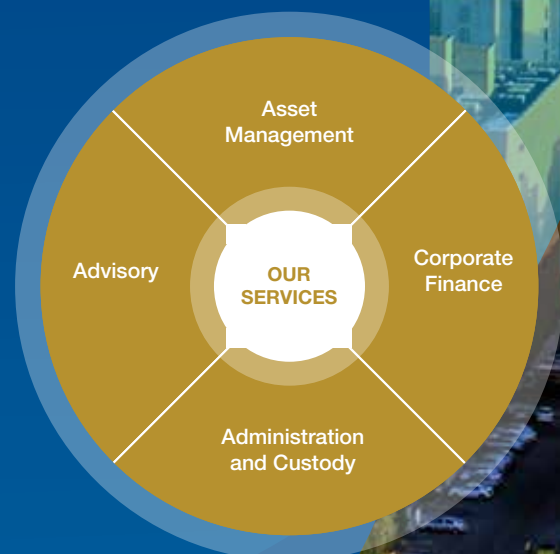 Asset
Management
Advisory
OUR
SERVICES
Corporate
Finance
Administration
and Custody